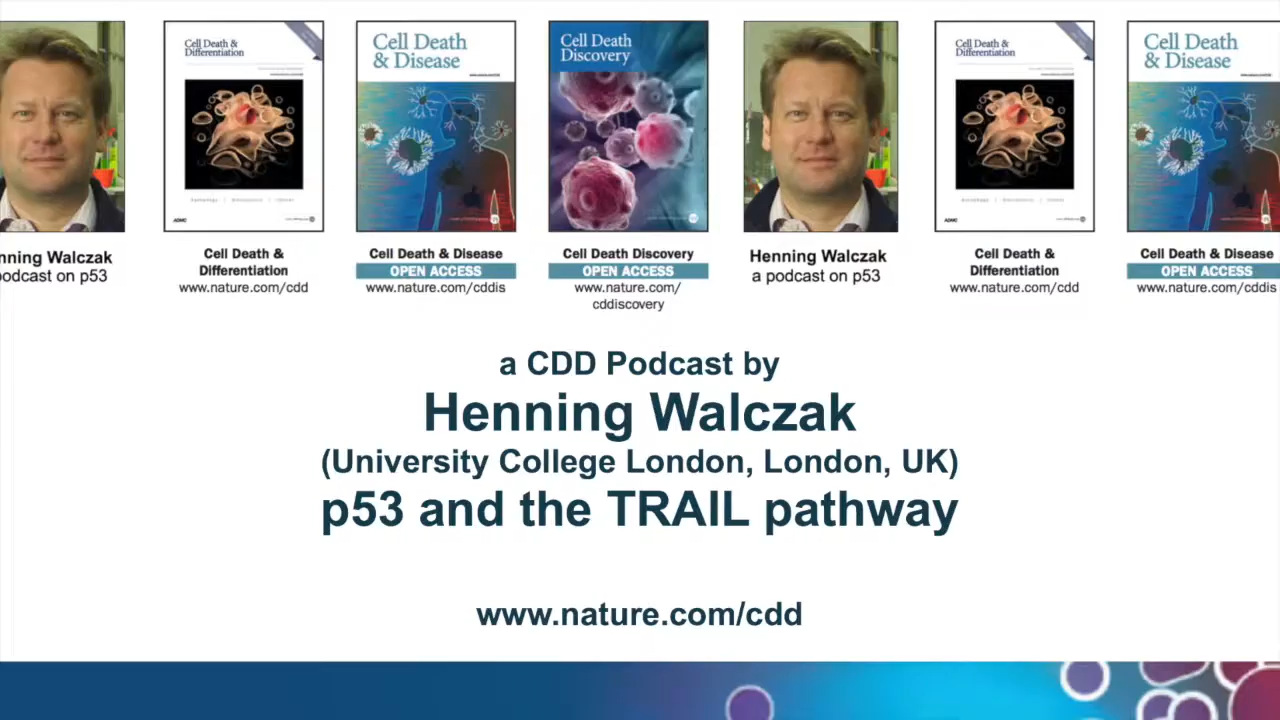 Cell Death &
Differentiation
Cell Death
& Disease
www.nature.com/cddis
Cell Death
Discovery
Cell Death &
Differentiation
Cell Death
& Disease
nning Walczak
odcast on p53
Cell Death &
Differentiation
www.nature.com/cdd
Cell Death & Disease
OPEN ACCESS
www.nature.com/cddis
Cell Death Discovery
OPEN ACCESS
www.nature.com/
cddiscovery
Henning Walczak
a podcast on p53
Cell Death &
Differentiation
www.nature.com/cdd
Cell Death & Disease
OPEN ACCESS
www.nature.com/cddis
a CDD Podcast by
Henning Walczak
(University College London, London, UK)
p53 and the TRAIL pathway
www.nature.com/cdd